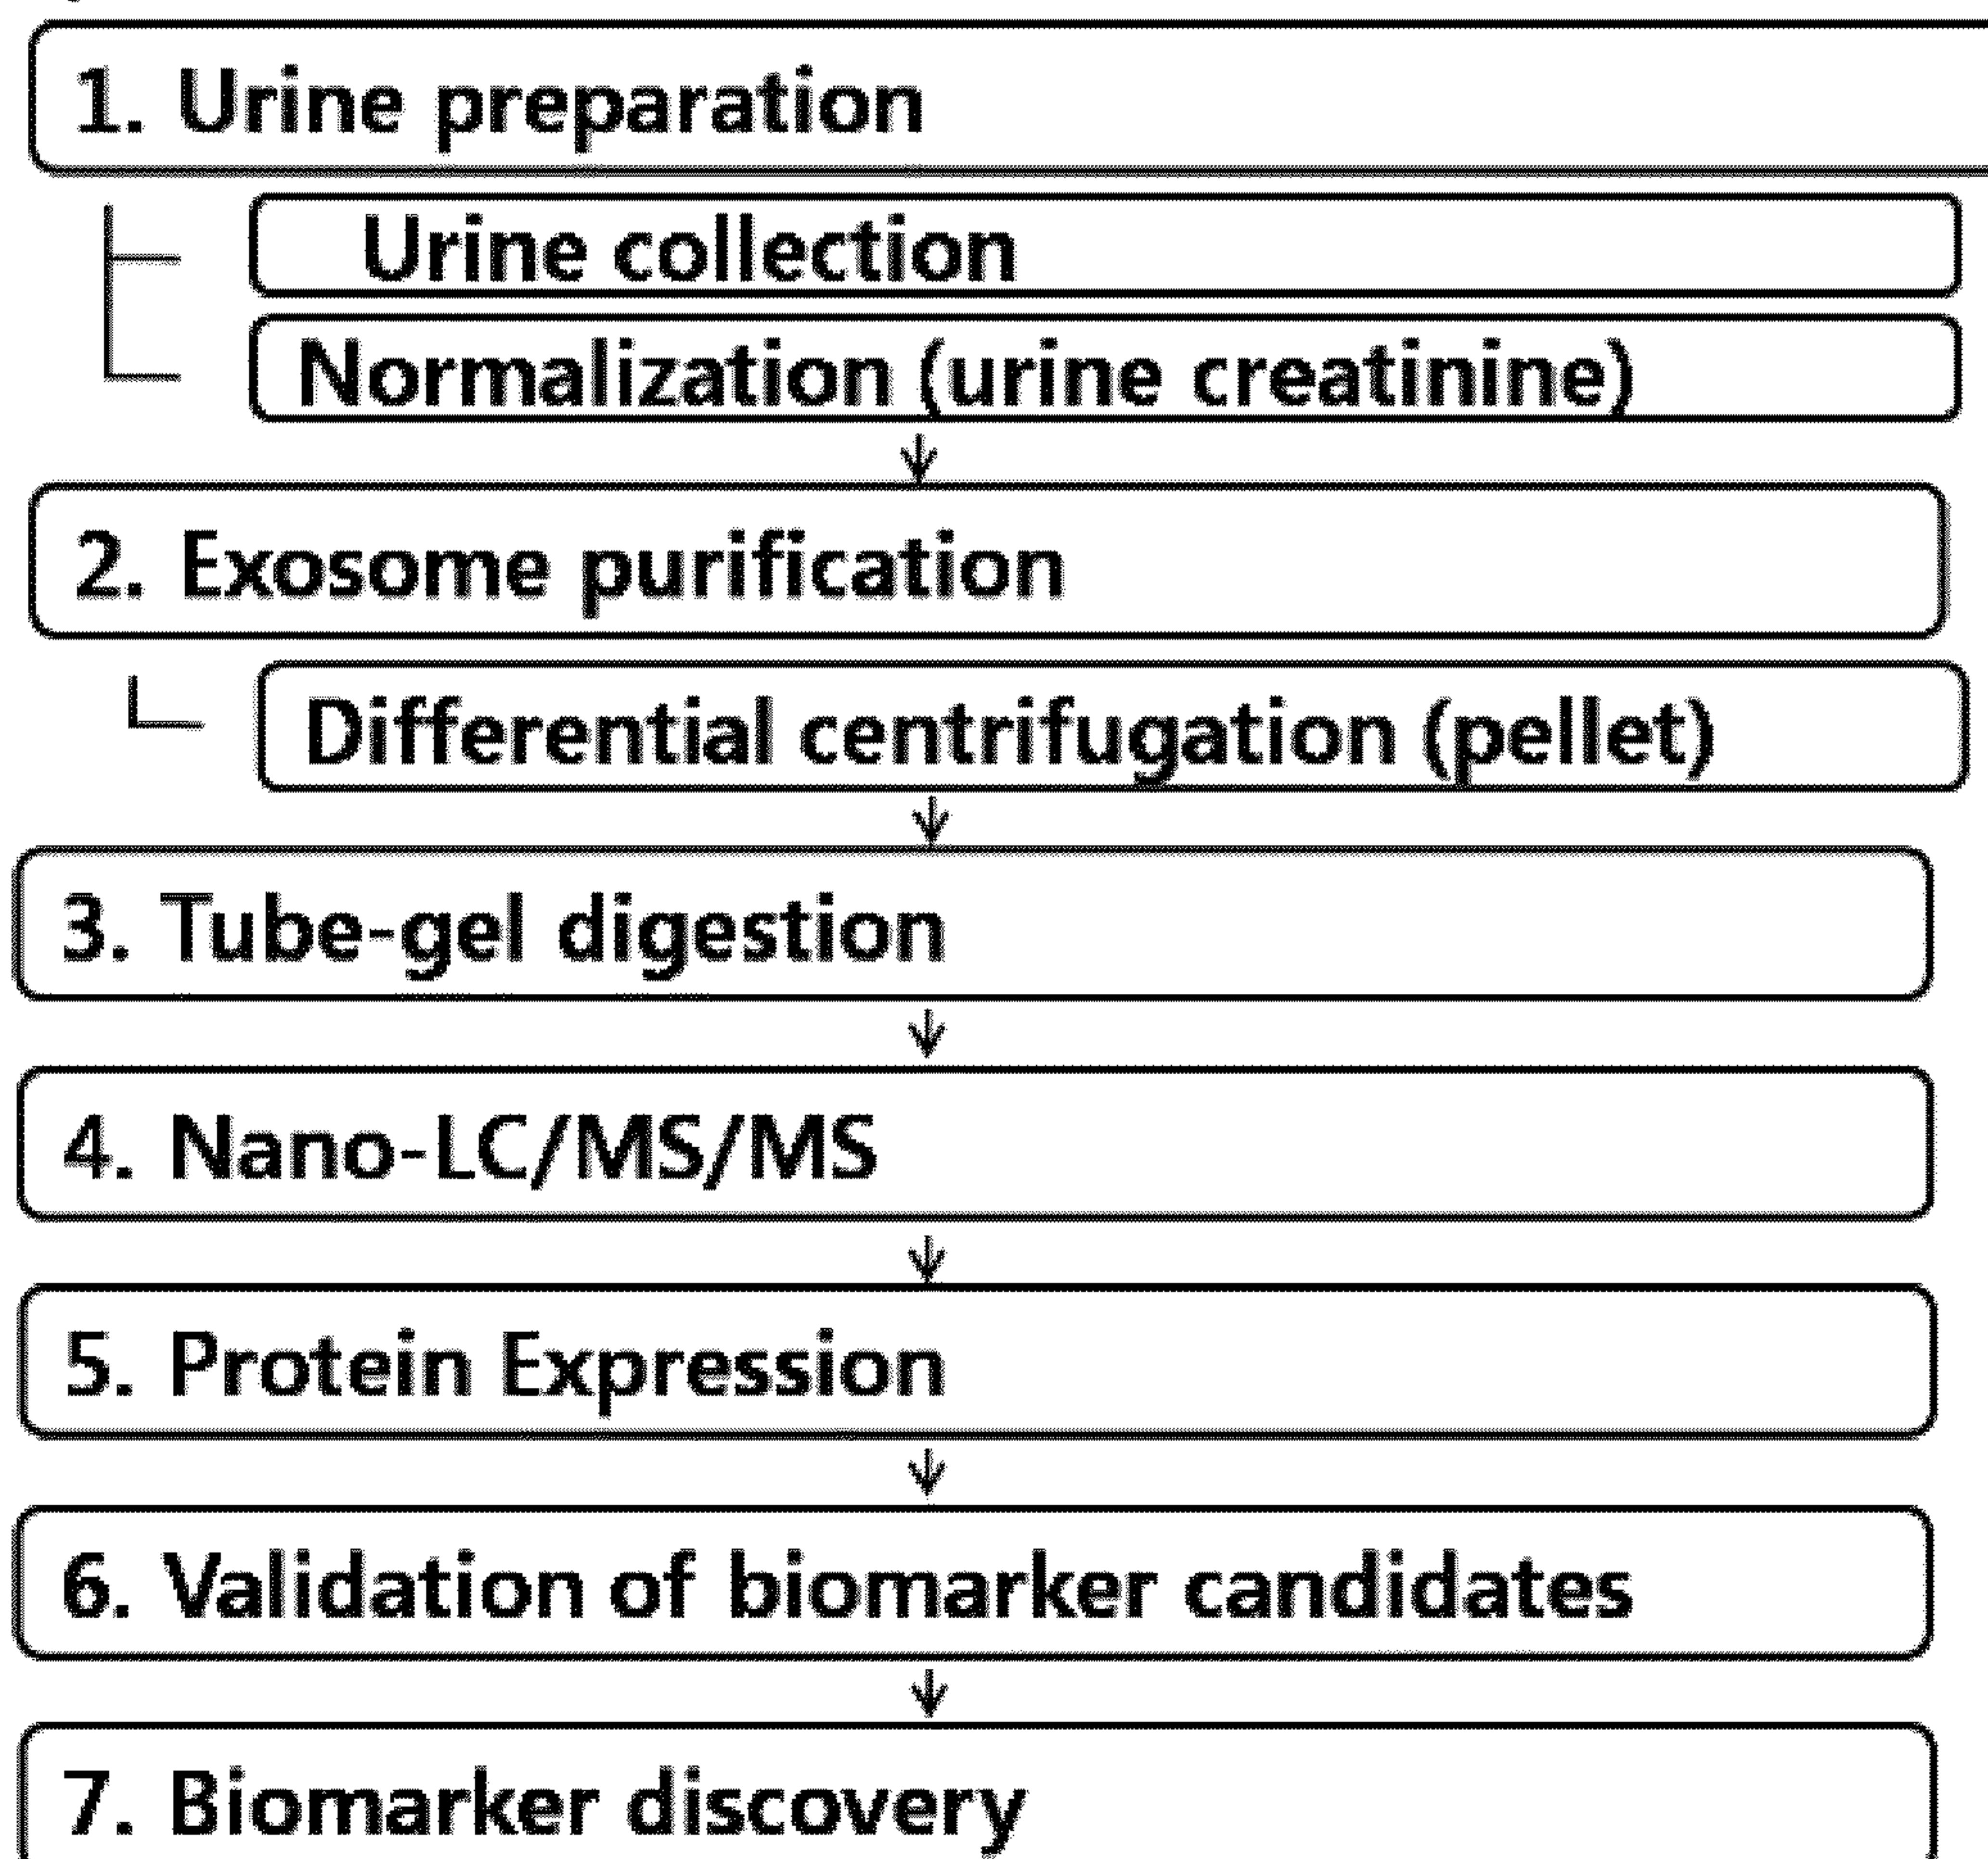 1. Urine preparation
Urine collection
Normalization (urine creatinine)
2. Exosome purification
Differential centrifugation (pellet)
3. Tube-gel digestion
4. Nano-LC/MS/MS
5. Protein Expression
6. Validation of biomarker candidates
7. Biomarker discovery